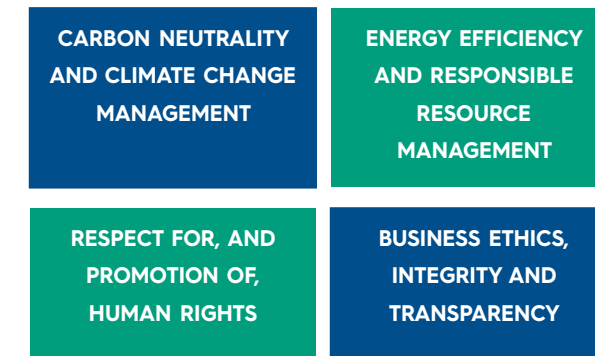 CARBON NEUTRALITY
AND CLIMATE CHANGE
MANAGEMENT
ENERGY EFFICIENCY
AND RESPONSIBLE
RESOURCE
MANAGEMENT
RESPECT FOR, AND
PROMOTION OF,
HUMAN RIGHTS
BUSINESS ETHICS,
INTEGRITY AND
TRANSPARENCY